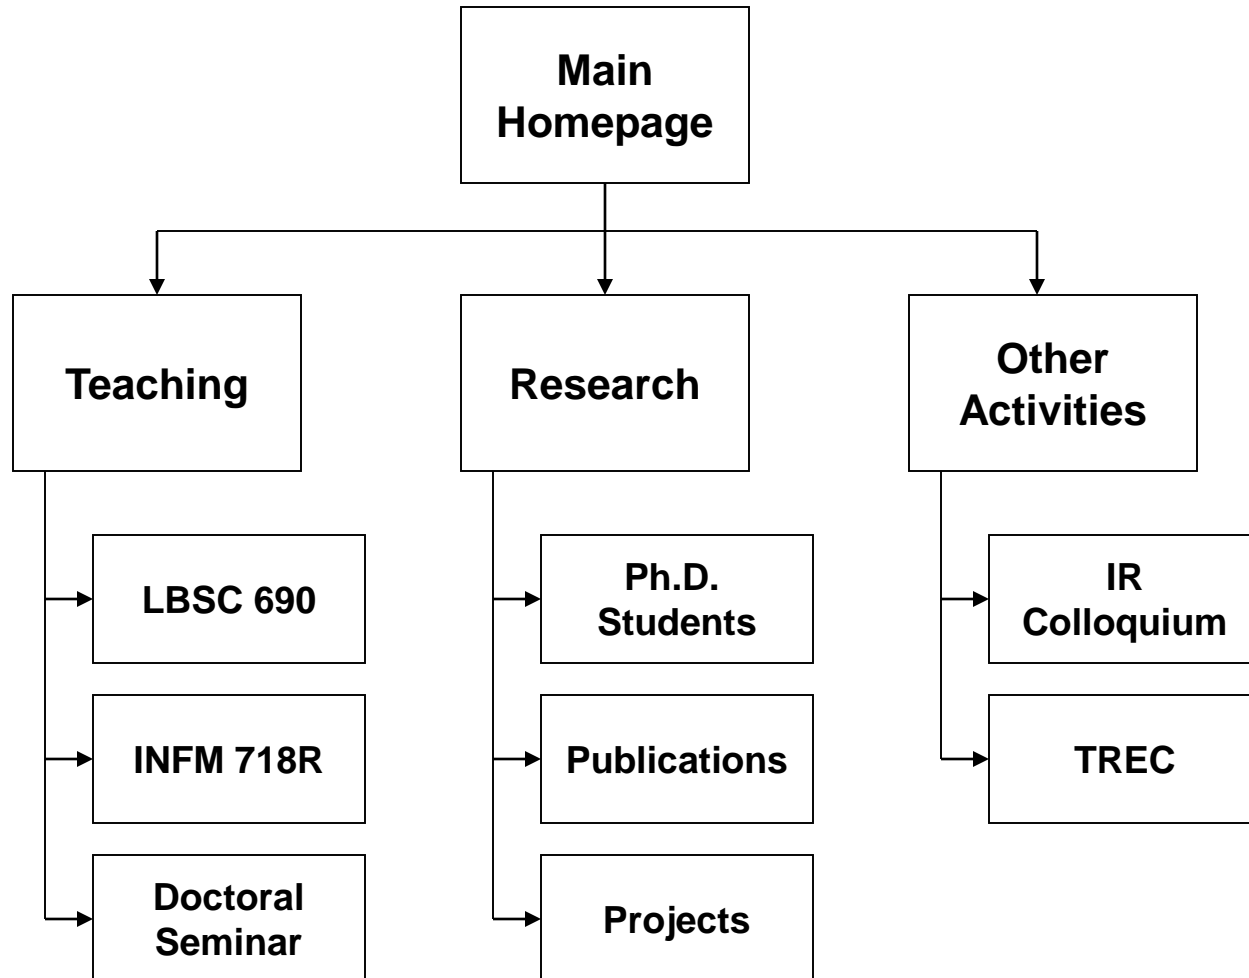 Main
Homepage
Teaching
Research
Other
Activities
LBSC 690
Ph.D.
Students
IR
Colloquium
INFM 718R
Publications
TREC
Doctoral
Seminar
Projects